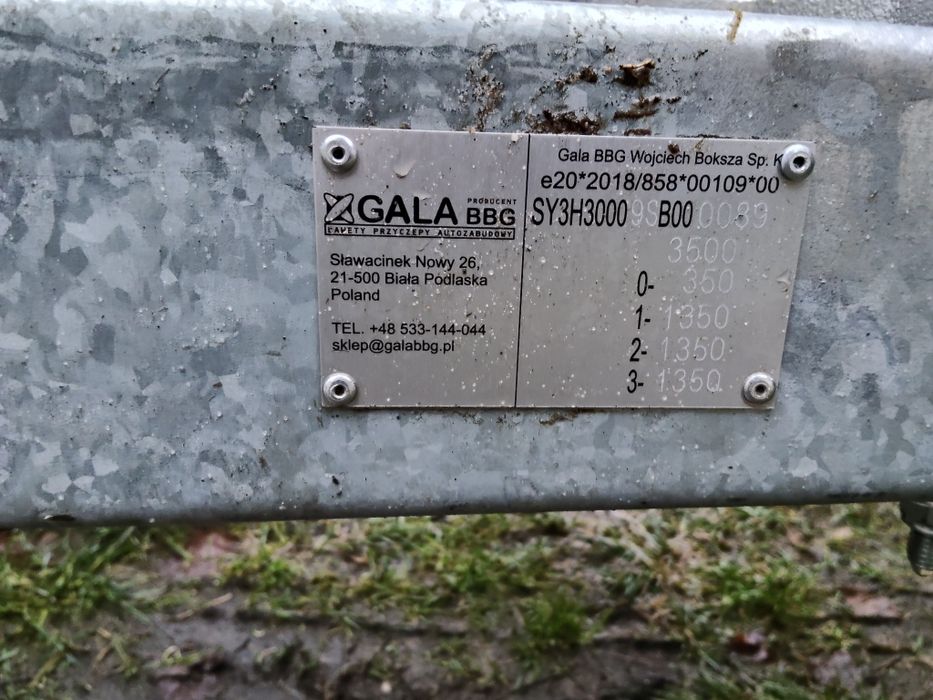 GALA
PRODUCENT
BBG
LAWETY PRZYCZEPY AUTOZABUDOWY
Sławacinek Nowy 26,
21-500 Biała Podlaska
Poland
TEL. +48 533-144-044
sklep@galabbg.pl
Gala BBG Wojciech Boksza Sp. K
e20*2018/858*00109*00
3500
0- 350
1- 1350
2- 1350
3- 1350